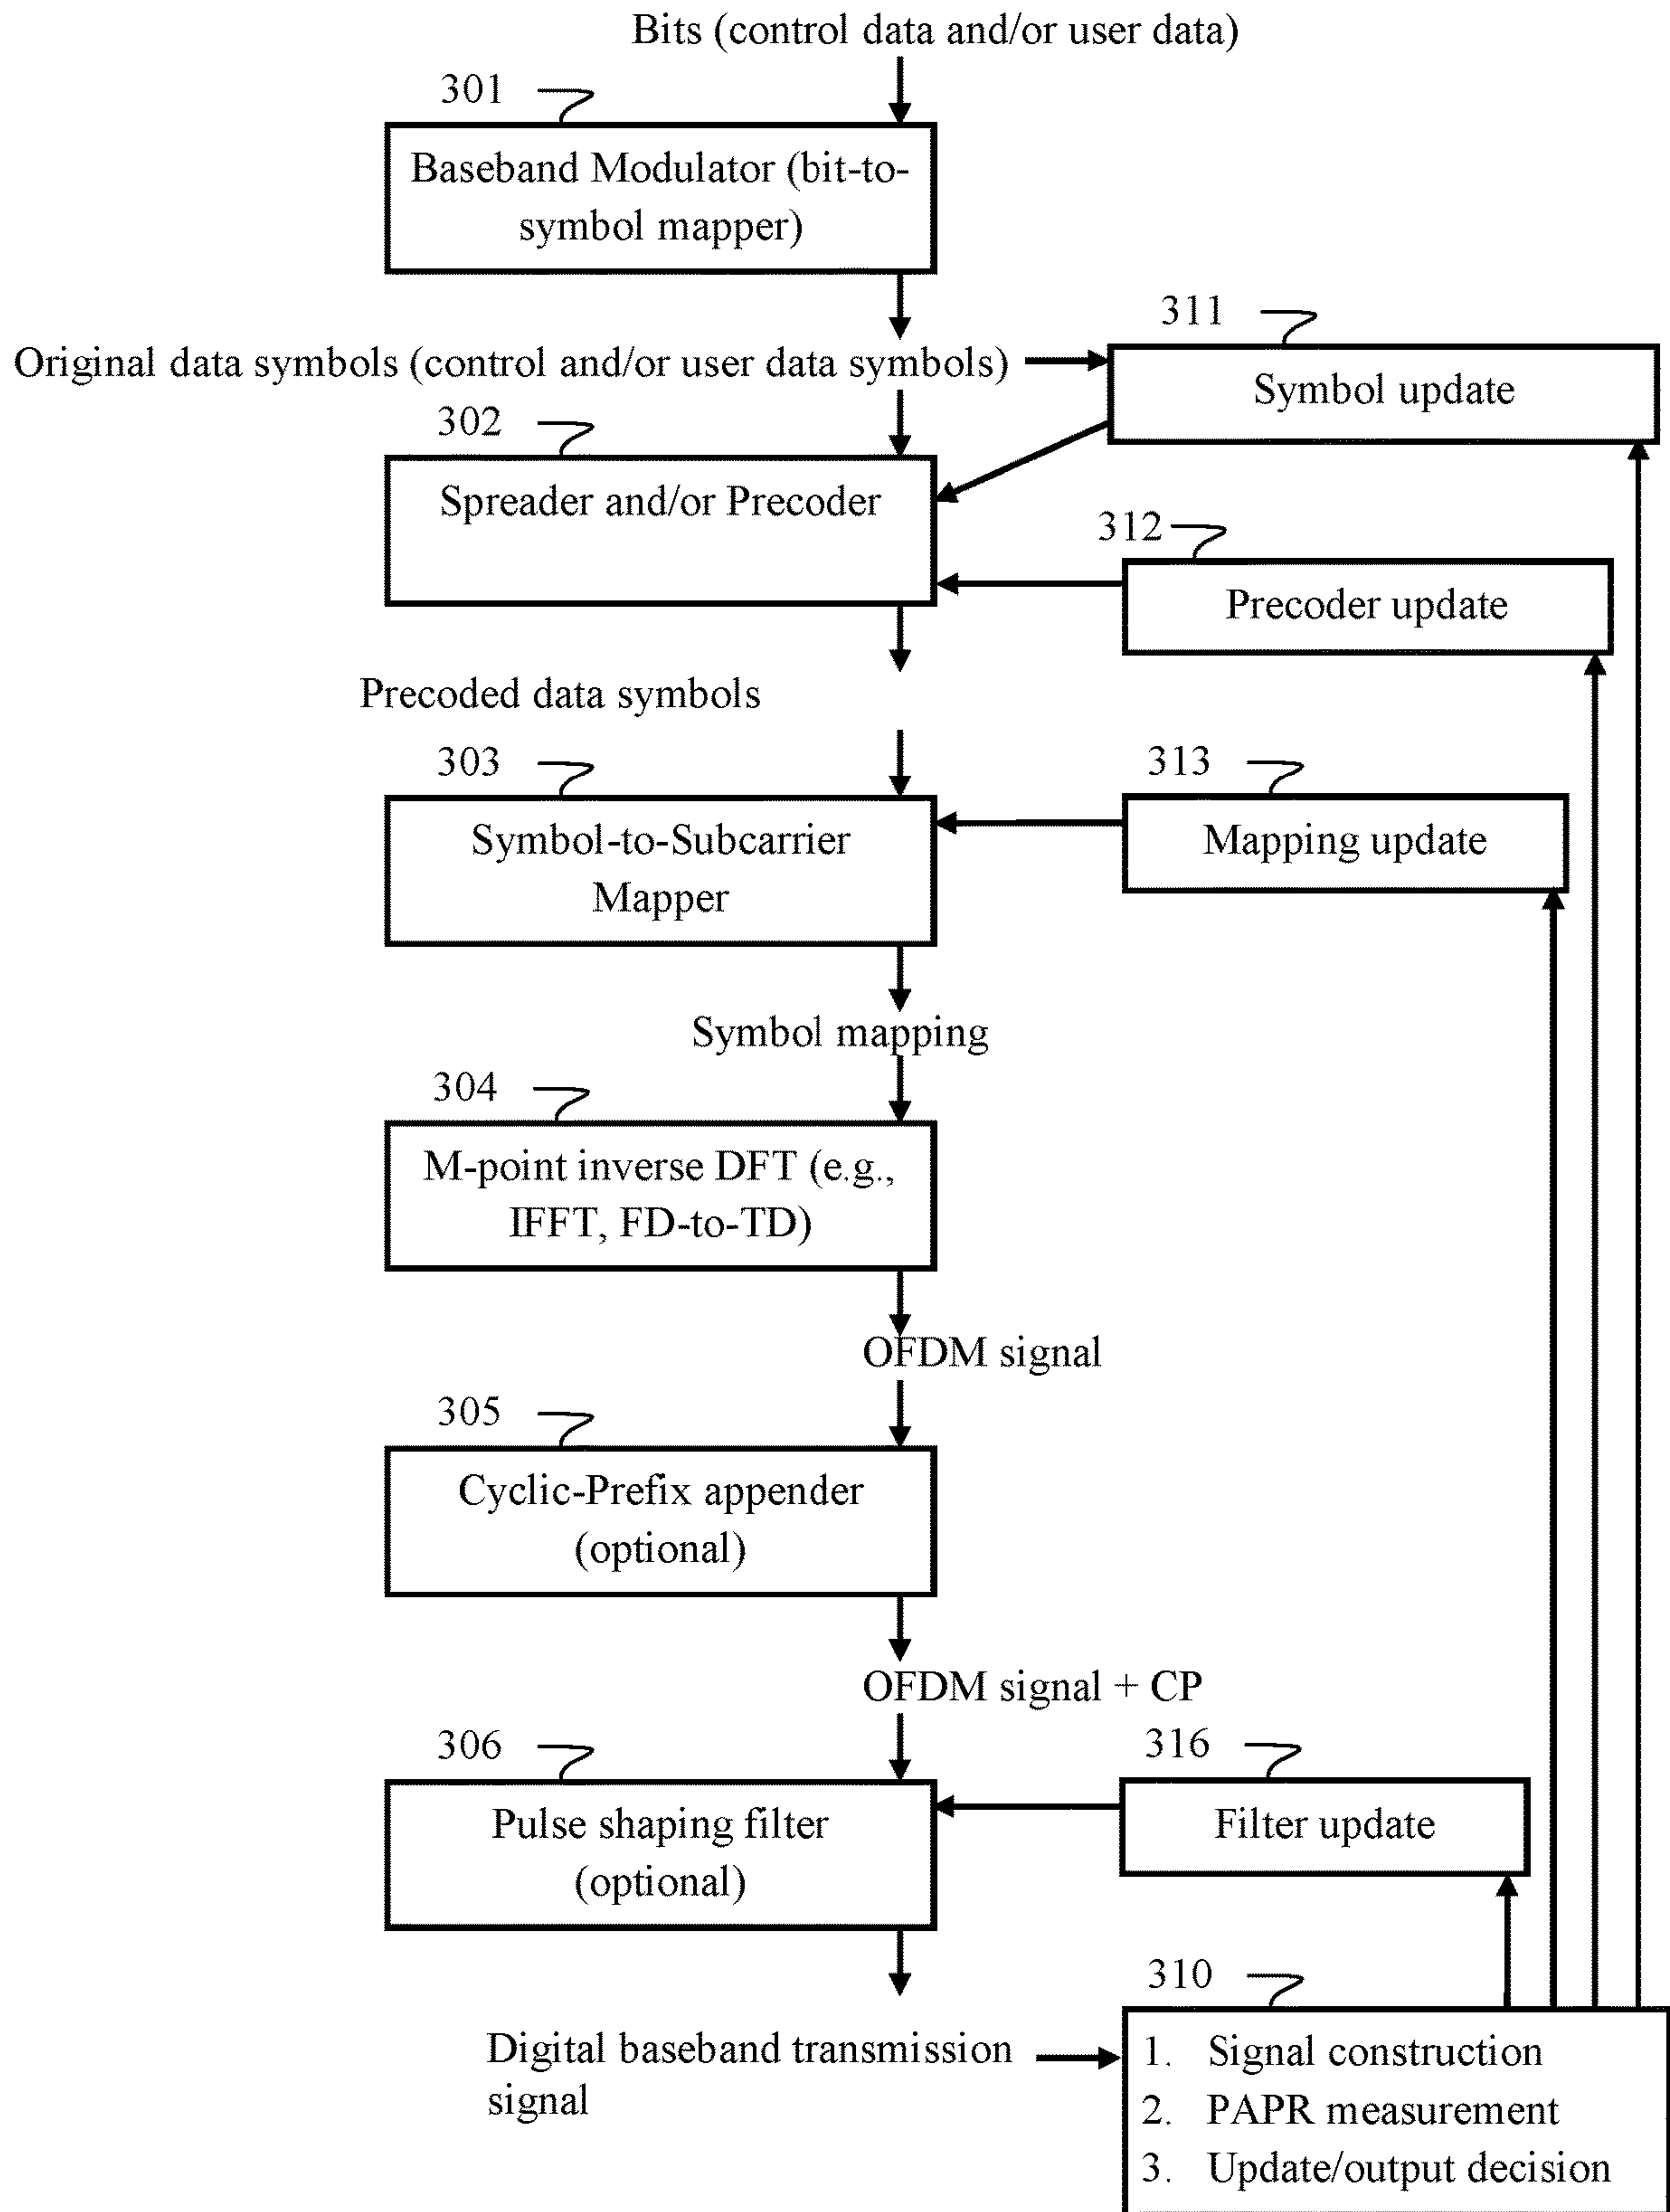 Bits (control data and/or user data)
301
Baseband Modulator (bit-to-
symbol mapper)
311
Original data symbols (control and/or user data symbols)
Symbol update
302
Spreader and/or Precoder
312
Precoder update
Precoded data symbols
303
313
Symbol-to-Subcarrier
Mapper
Mapping update
Symbol mapping
304
M-point inverse DFT (e.g.,
IFFT, FD-to-TD)
OFDM signal
305
Cyclic-Prefix appender
(optional)
OFDM signal + CP
306
316
Pulse shaping filter
(optional)
Filter update
310
Digital baseband transmission
signal
1. Signal construction
2. PAPR measurement
3. Update/output decision